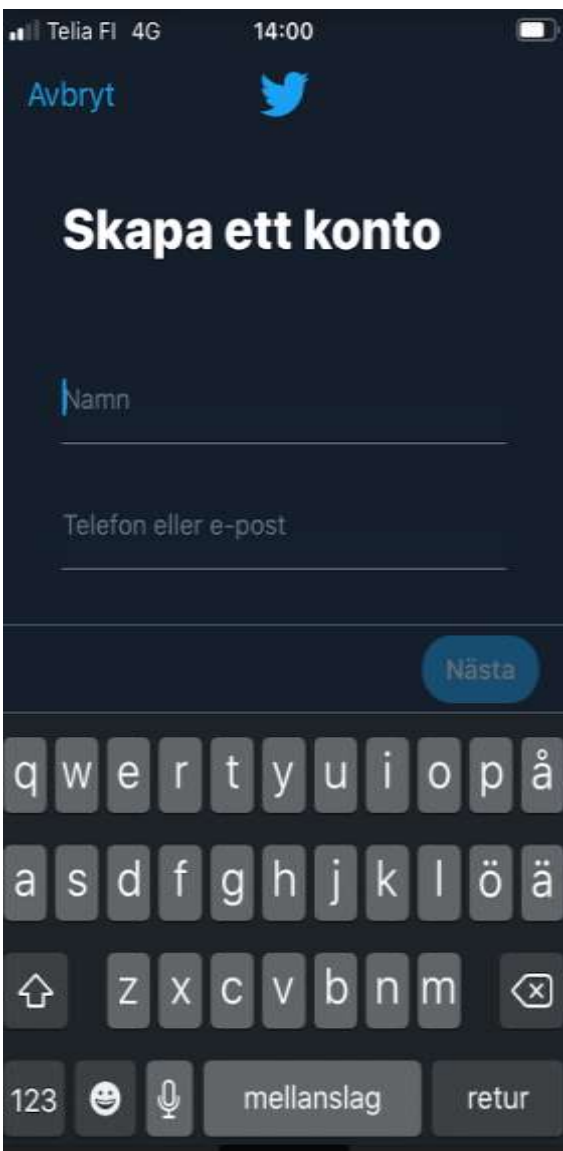 Telia FI 4G 14:00
Avbryt
Skapa ett konto
Namn
Telefon eller e-post
Nästa
q w e r t y u i o p å
a s d f g h j k l ö ä
z x c v b n m
123 mellanslag retur